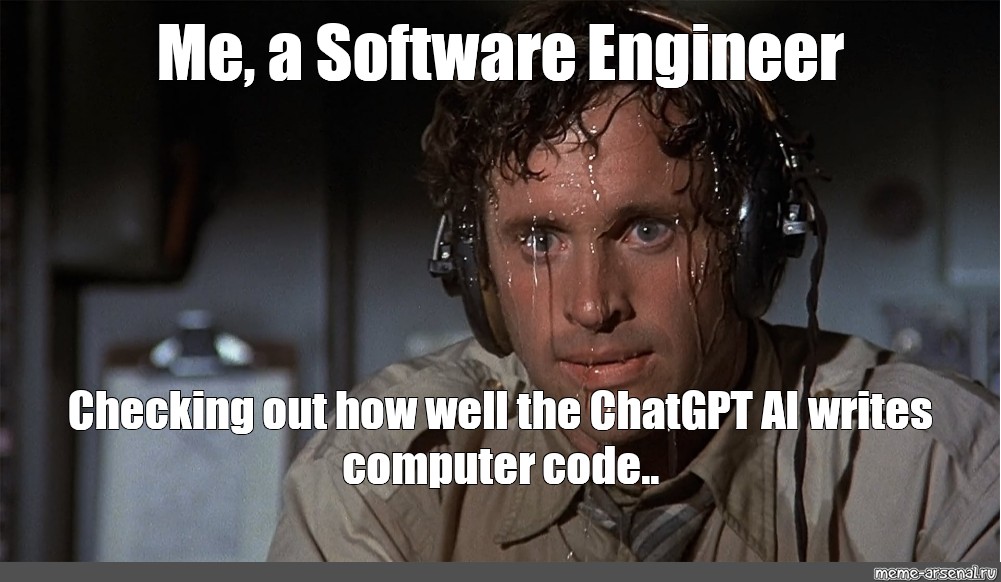 Me, a Software Engineer
Checking out how well the ChatGPT AI writes
computer code..
meme-arsenal.ru